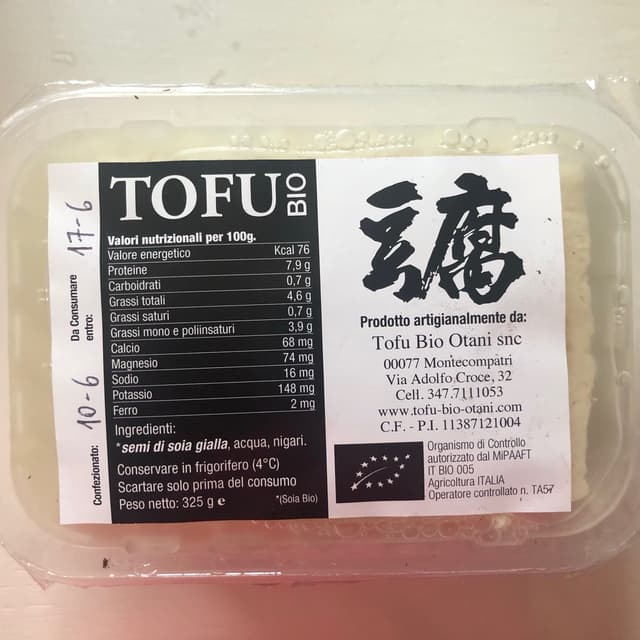 Confezionato: 10-6
Da Consumare
entro: 17-6
TOFU BIO
Valori nutrizionali per 100g.
Valore energetico Kcal 76
Proteine 7,9 g
Carboidrati 0,7 g
Grassi totali 4,6 g
Grassi saturi 0,7 g
Grassi mono e poliinsaturi 3,9 g
Calcio 68 mg
Magnesio 74 mg
Sodio 16 mg
Potassio 148 mg
Ferro 2 mg
Ingredienti:
*semi di soia gialla, acqua, nigari.
Conservare in frigorifero (4°C)
Scartare solo prima del consumo
Peso netto: 325 g e *(Soia Bio)
豆腐
Prodotto artigianalmente da:
Tofu Bio Otani snc
00077 Montecompatri
Via Adolfo Croce, 32
Cell. 347.7111053
www.tofu-bio-otani.com
C.F. - P.I. 11387121004
Organismo di Controllo
autorizzato dal MiPAAFT
IT BIO 005
Agricoltura ITALIA
Operatore controllato n. TA57